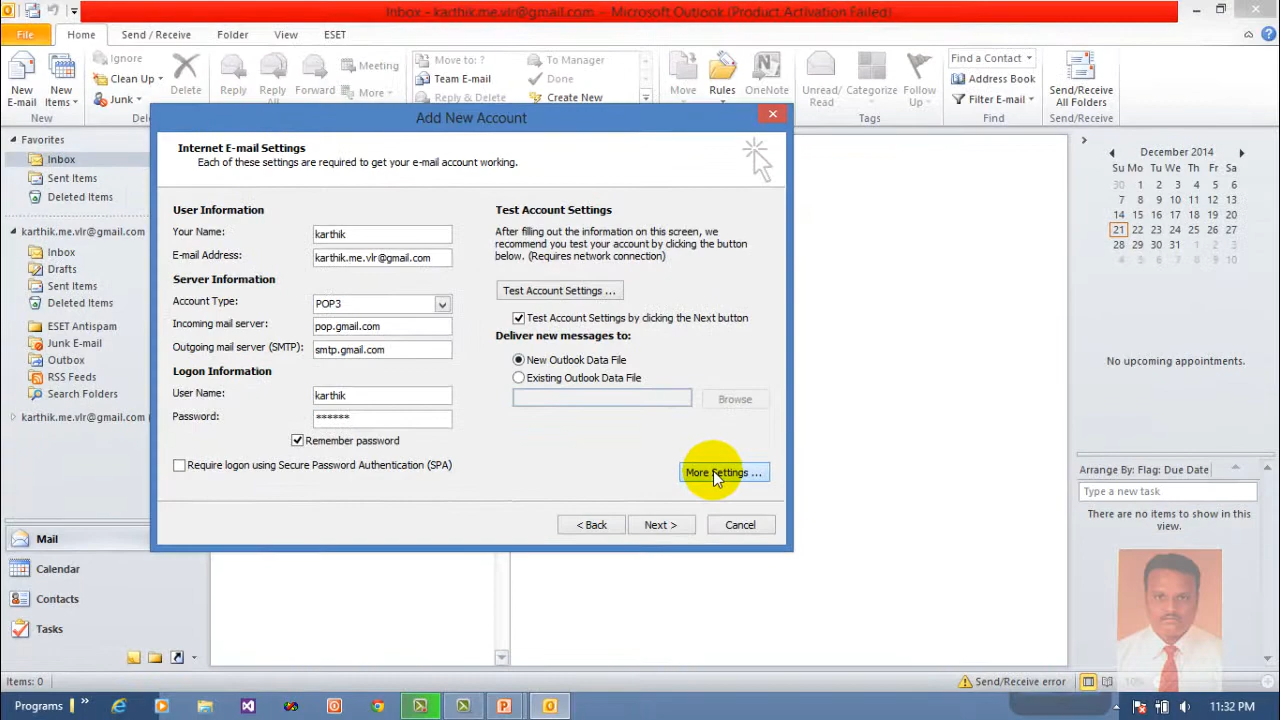 Inbox - karthik.me.vlr@gmail.com - Microsoft Outlook (Product Activation Failed)
File Home Send / Receive Folder View ESET
Ignore
Clean Up
Junk
New E-mail
New Items
Delete
Reply
Reply All
Forward
Meeting
More
Move to: ?
Team E-mail
Reply & Delete
To Manager
Done
Create New
Move
Rules
OneNote
Unread/ Read
Categorize
Follow Up
Find a Contact
Address Book
Filter E-mail
Send/Receive All Folders
New
Tags
Find
Send/Receive
Favorites
Inbox
Sent Items
Deleted Items
karthik.me.vlr@gmail.com
Inbox
Drafts
Sent Items
Deleted Items
ESET Antispam
Junk E-mail
Outbox
RSS Feeds
Search Folders
karthik.me.vlr@gmail.com
Mail
Calendar
Contacts
Tasks
Add New Account
Internet E-mail Settings
Each of these settings are required to get your e-mail account working.
User Information
Your Name: karthik
E-mail Address: karthik.me.vlr@gmail.com
Server Information
Account Type: POP3
Incoming mail server: pop.gmail.com
Outgoing mail server (SMTP): smtp.gmail.com
Logon Information
User Name: karthik
Password: ******
Remember password
Require logon using Secure Password Authentication (SPA)
Test Account Settings
After filling out the information on this screen, we
recommend you test your account by clicking the button
below. (Requires network connection)
Test Account Settings ...
Test Account Settings by clicking the Next button
Deliver new messages to:
New Outlook Data File
Existing Outlook Data File
Browse
More Settings ...
< Back Next > Cancel
December 2014
Su Mo Tu We Th Fr Sa
30 1 2 3 4 5 6
7 8 9 10 11 12 13
14 15 16 17 18 19 20
21 22 23 24 25 26 27
28 29 30 31 1 2 3
No upcoming appointments.
Arrange By: Flag: Due Date
Type a new task
There are no items to show in this
view.
Items: 0
Send/Receive error
10%
Programs
11:32 PM